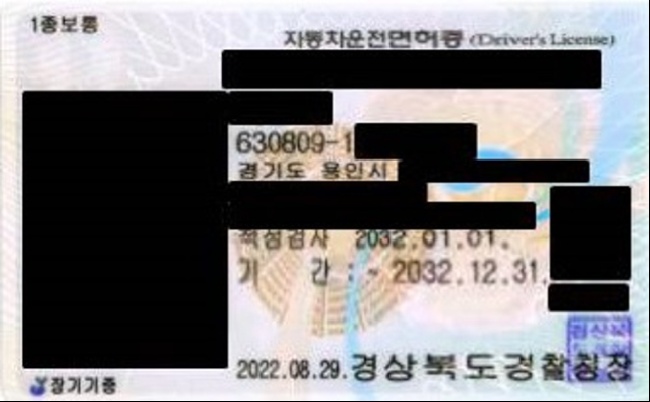 1종보통
자동차운전면허증 (Driver's License)
630809-1
경기도 용인시
적성검사 2032.01.01.
기 간 : ~ 2032.12.31.
2022.08.29. 경상북도경찰청장
장기기증